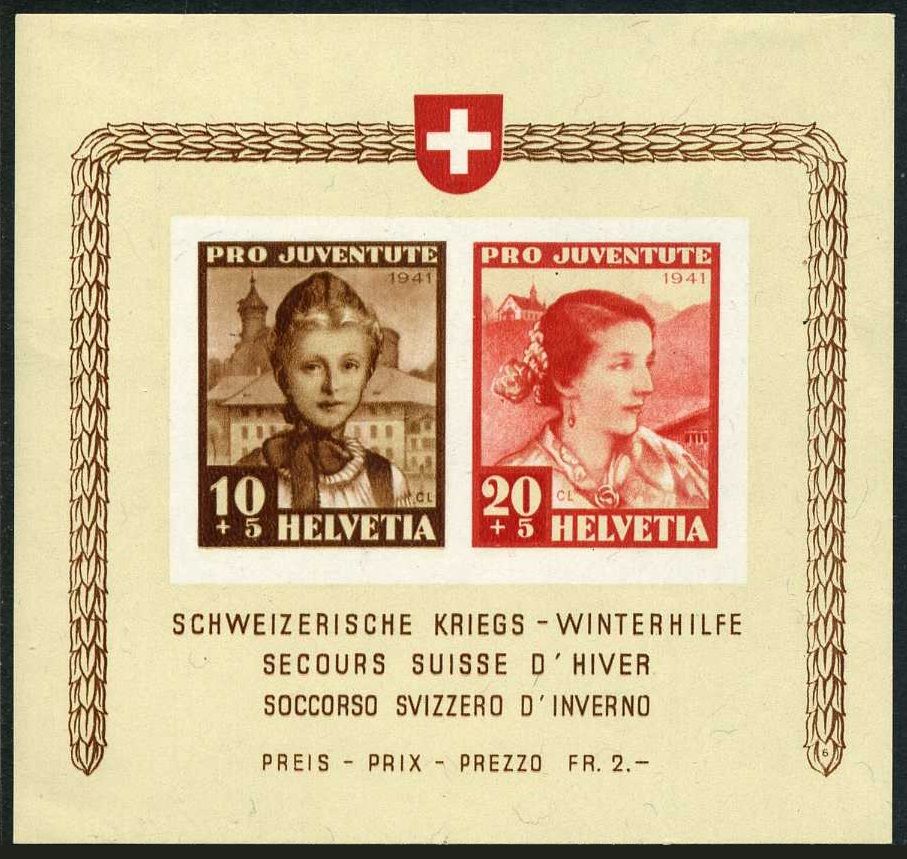 PRO JUVENTUTE
1941
CL
10
+ 5
HELVETIA
PRO JUVENTUTE
1941
CL
20
+ 5
HELVETIA
SCHWEIZERISCHE KRIEGS - WINTERHILFE
SECOURS SUISSE D'HIVER
SOCCORSO SVIZZERO D'INVERNO
PREIS - PRIX - PREZZO FR. 2.-
6